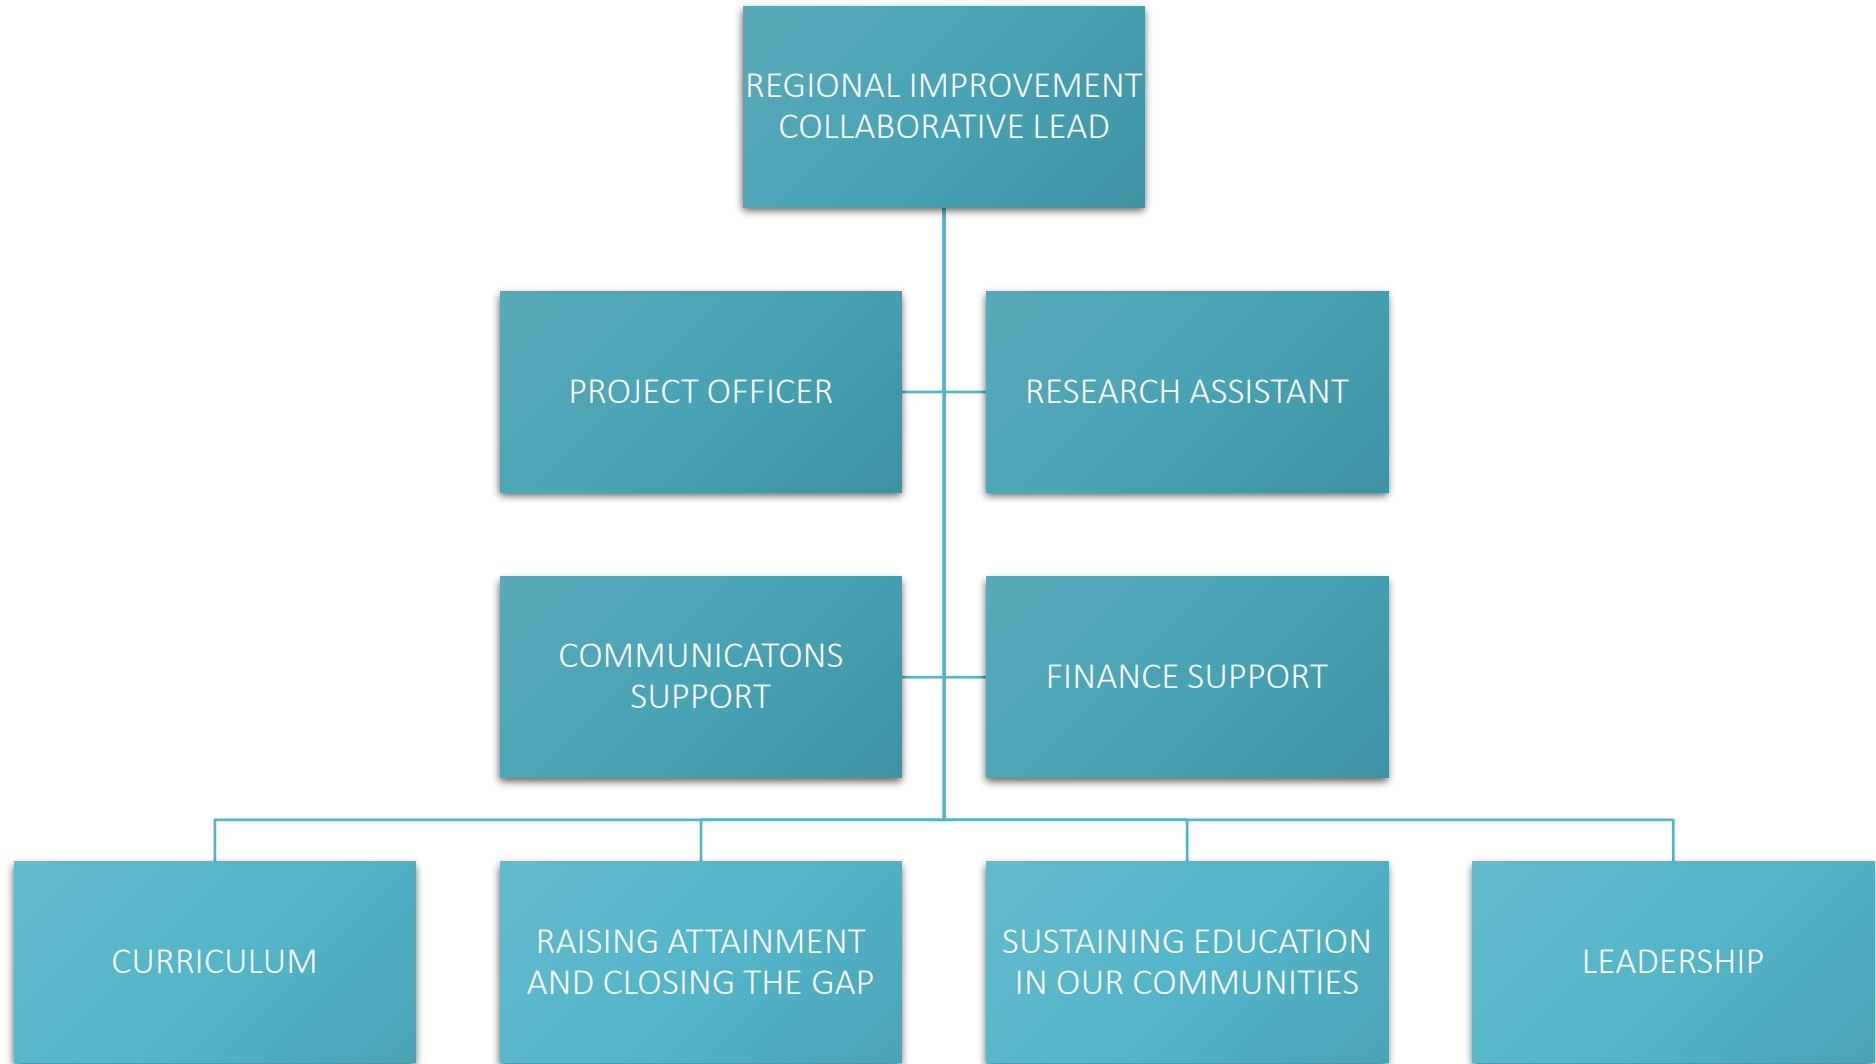 REGIONAL IMPROVEMENT
COLLABORATIVE LEAD
PROJECT OFFICER
RESEARCH ASSISTANT
COMMUNICATONS
SUPPORT
FINANCE SUPPORT
CURRICULUM
RAISING ATTAINMENT
AND CLOSING THE GAP
SUSTAINING EDUCATION
IN OUR COMMUNITIES
LEADERSHIP